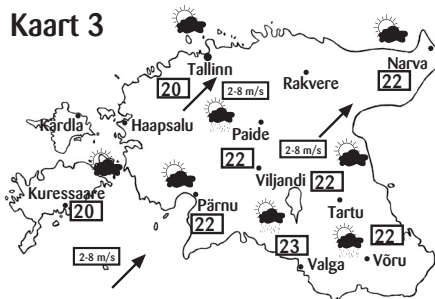 Kaart 3
Tallinn
Narva
20
2-8 m/s
Rakvere
22
Kärdla
Haapsalu
Paide
2-8 m/s
22
Viljandi
22
Kuressaare
20
Pärnu
22
Tartu
23
22
2-8 m/s
Valga
Võru